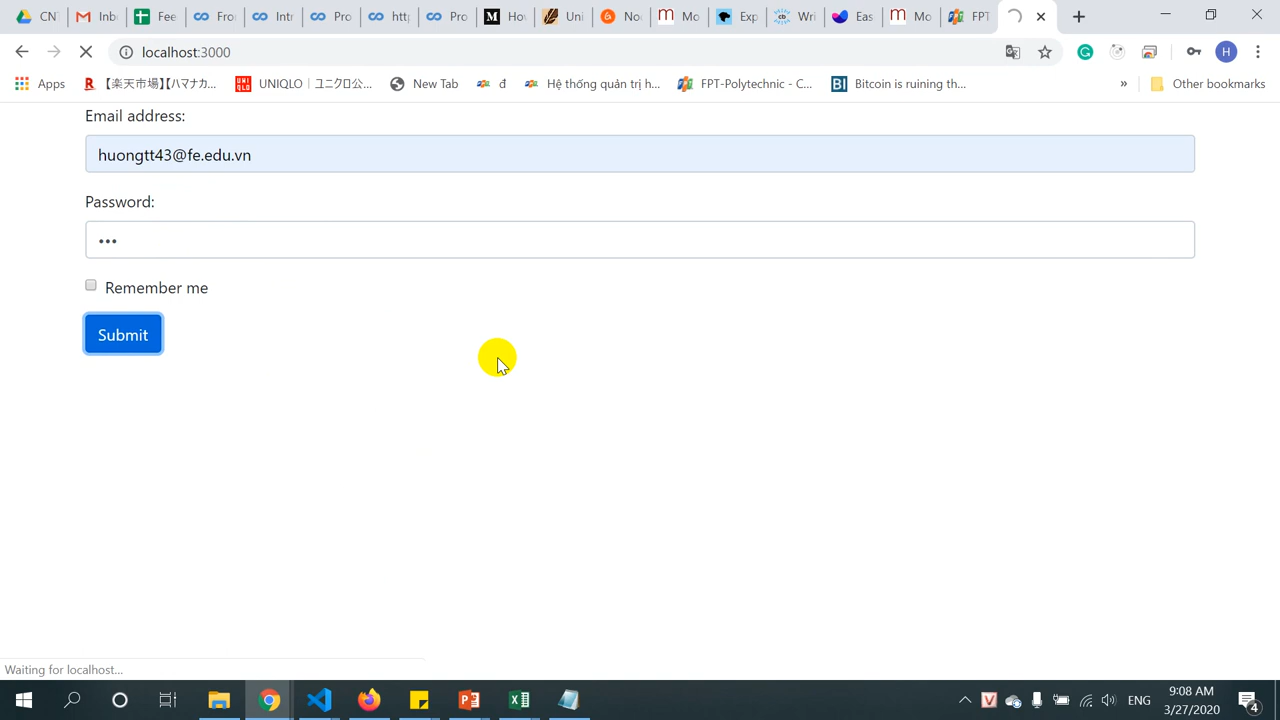 CN Inb Fee Fro Intr Pro http Pro Hov Uni No Mo Exp Wri Eas Mo FPT
localhost:3000 H
Apps 【楽天市場】【ハマナカ... UNIQLO｜ユニクロ公... New Tab đ Hệ thống quản trị h... FPT-Polytechnic - C... BI Bitcoin is ruining th... » Other bookmarks
Email address:
huongtt43@fe.edu.vn
Password:
•••
Remember me
Submit
Waiting for localhost...
ENG
9:08 AM
3/27/2020
4